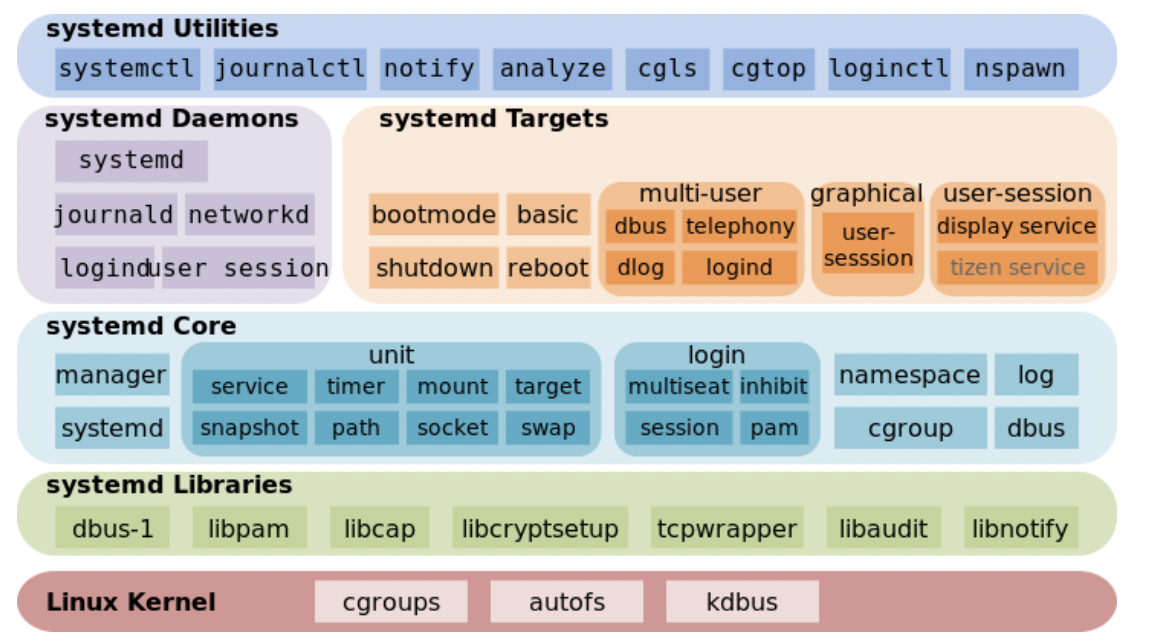 systemd Utilities
systemctl journalctl notify analyze cgls cgtop loginctl nspawn
systemd Daemons
systemd
journald networkd
logind user session
systemd Targets
bootmode basic
shutdown reboot
multi-user
dbus telephony
dlog logind
graphical
user-
sesssion
user-session
display service
tizen service
systemd Core
manager
systemd
unit
service timer mount target
snapshot path socket swap
login
multiseat inhibit
session pam
namespace log
cgroup dbus
systemd Libraries
dbus-1 libpam libcap libcryptsetup tcpwrapper libaudit libnotify
Linux Kernel cgroups autofs kdbus